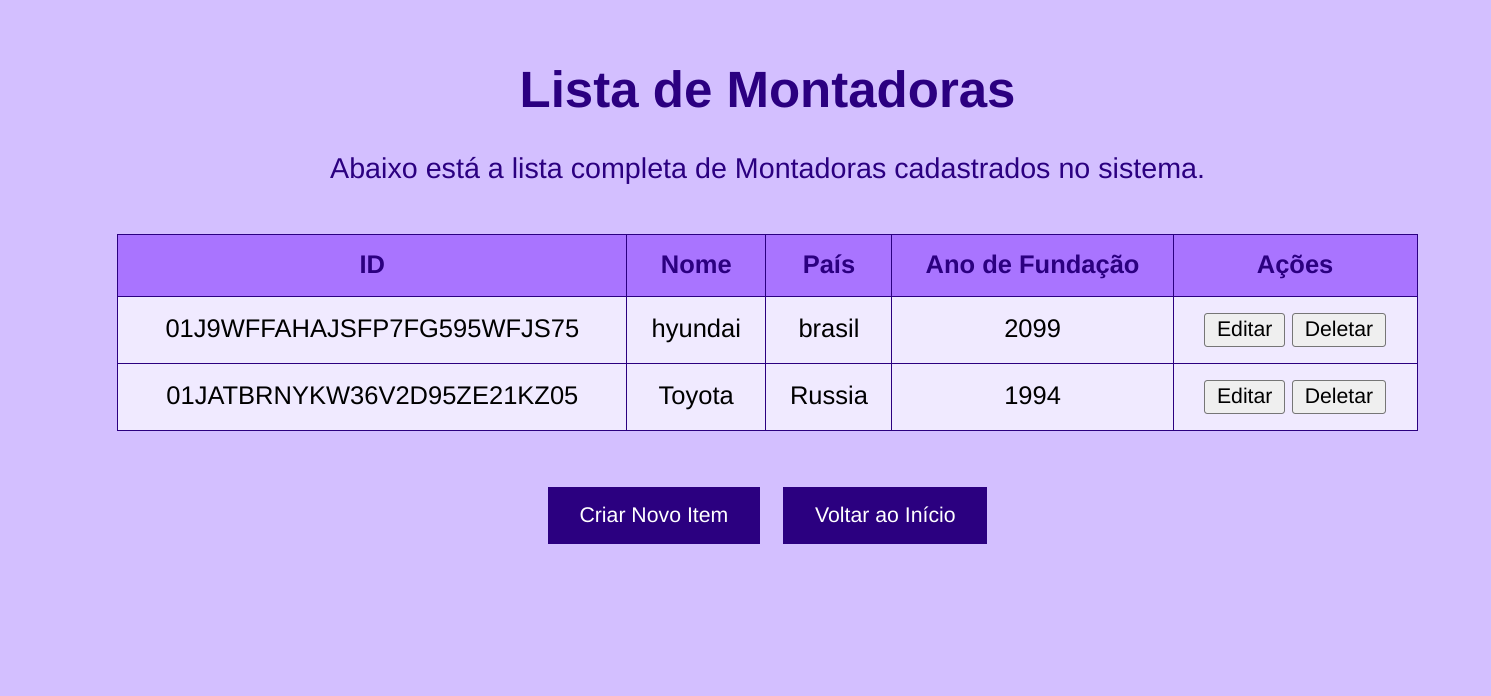 Lista de Montadoras
Abaixo está a lista completa de Montadoras cadastrados no sistema.
ID Nome País Ano de Fundação Ações
01J9WFFAHAJSFP7FG595WFJS75 hyundai brasil 2099 Editar Deletar
01JATBRNYKW36V2D95ZE21KZ05 Toyota Russia 1994 Editar Deletar
Criar Novo Item Voltar ao Início